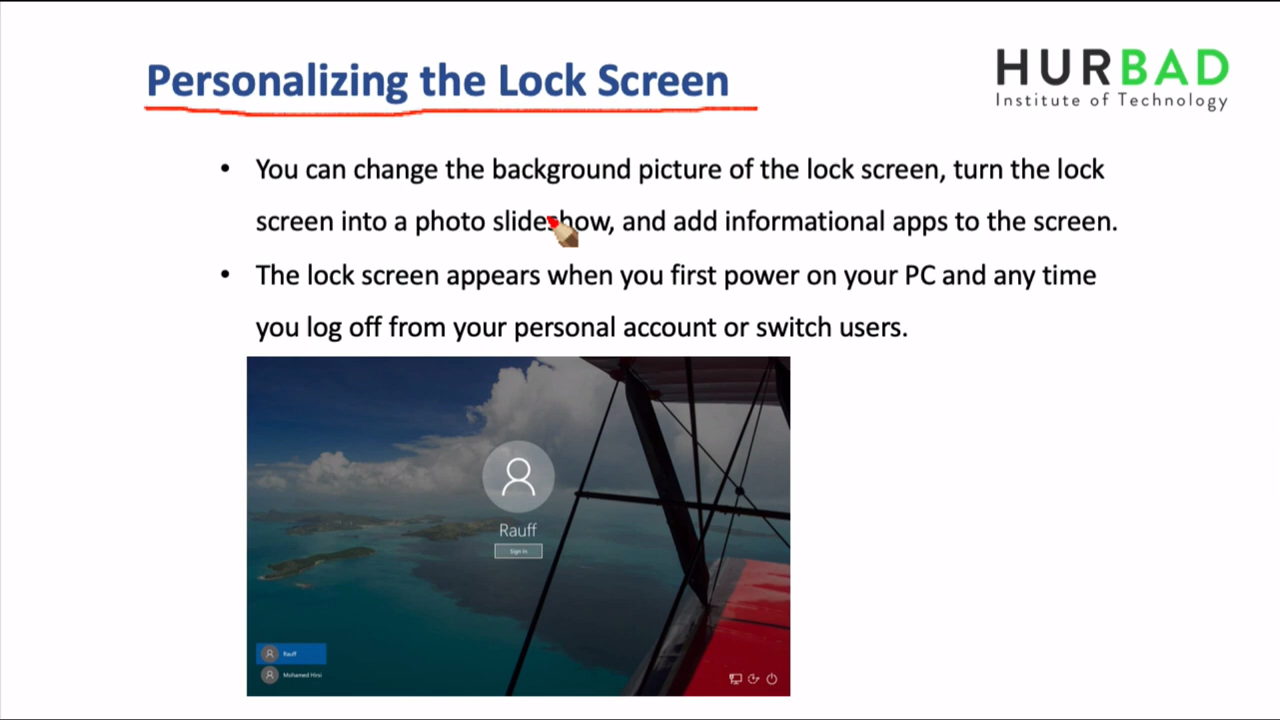 Personalizing the Lock Screen
HURBAD
Institute of Technology
• You can change the background picture of the lock screen, turn the lock
screen into a photo slideshow, and add informational apps to the screen.
• The lock screen appears when you first power on your PC and any time
you log off from your personal account or switch users.
Rauff
Sign in
Rauff
Mohamed Hirsi